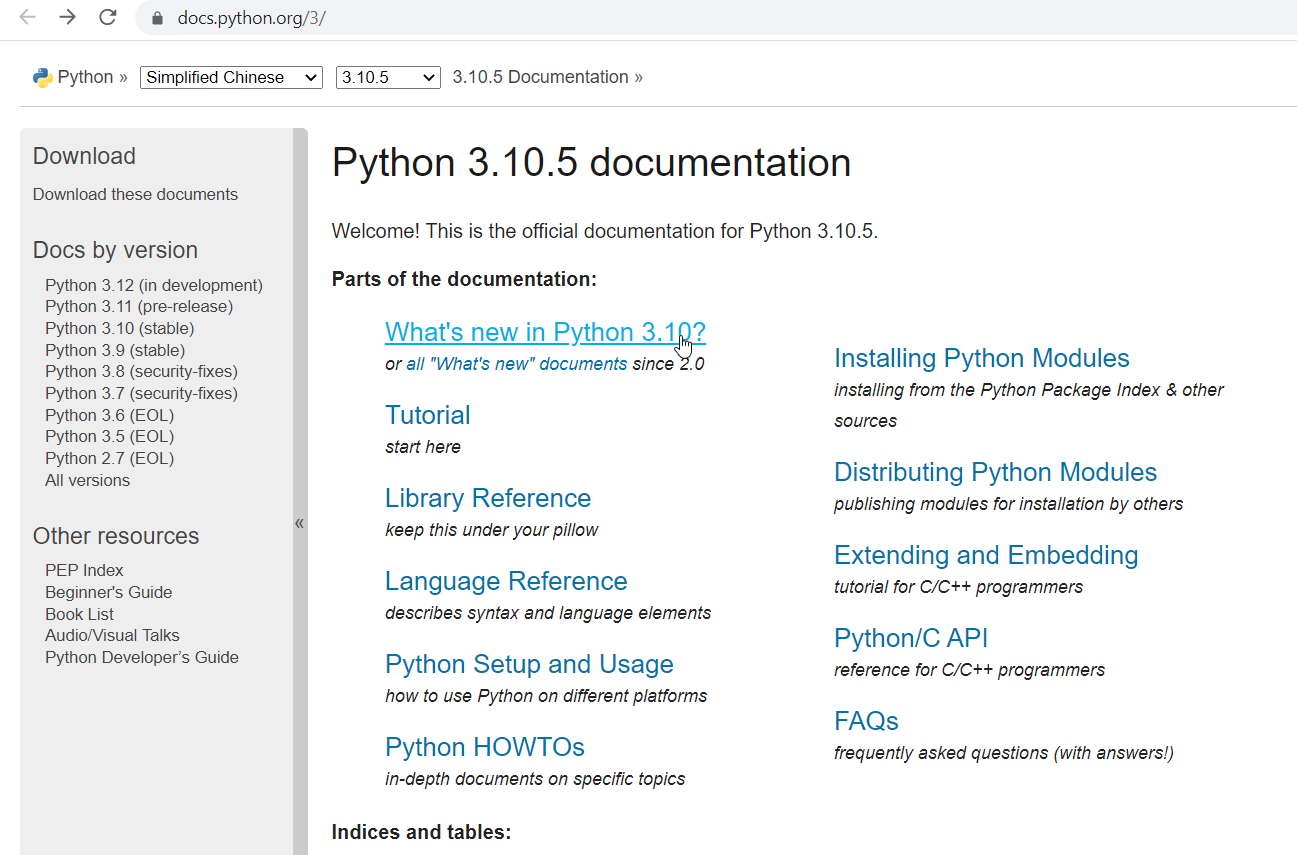 docs.python.org/3/
Python » Simplified Chinese 3.10.5 3.10.5 Documentation »
Download
Download these documents
Docs by version
Python 3.12 (in development)
Python 3.11 (pre-release)
Python 3.10 (stable)
Python 3.9 (stable)
Python 3.8 (security-fixes)
Python 3.7 (security-fixes)
Python 3.6 (EOL)
Python 3.5 (EOL)
Python 2.7 (EOL)
All versions
Other resources
PEP Index
Beginner's Guide
Book List
Audio/Visual Talks
Python Developer’s Guide
«
Python 3.10.5 documentation
Welcome! This is the official documentation for Python 3.10.5.
Parts of the documentation:
What's new in Python 3.10?
or all "What's new" documents since 2.0
Tutorial
start here
Library Reference
keep this under your pillow
Language Reference
describes syntax and language elements
Python Setup and Usage
how to use Python on different platforms
Python HOWTOs
in-depth documents on specific topics
Installing Python Modules
installing from the Python Package Index & other
sources
Distributing Python Modules
publishing modules for installation by others
Extending and Embedding
tutorial for C/C++ programmers
Python/C API
reference for C/C++ programmers
FAQs
frequently asked questions (with answers!)
Indices and tables: